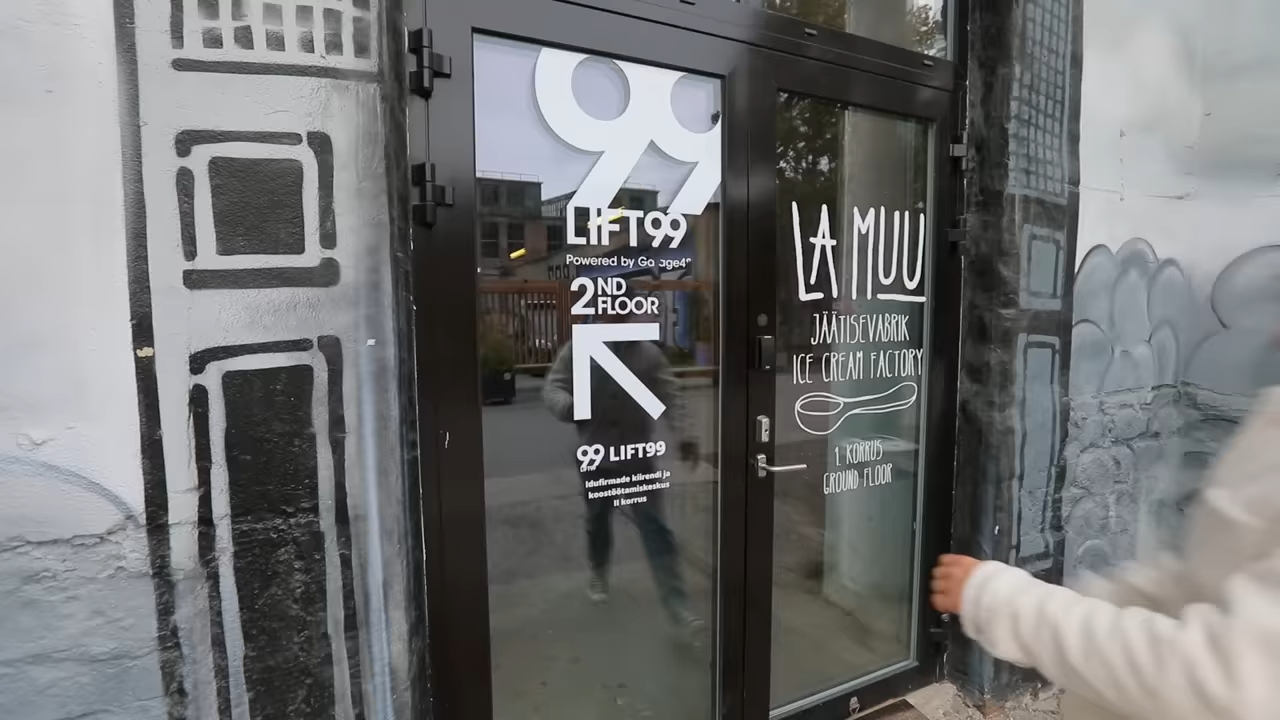 99
LIFT99
Powered by Garage48
2ND
FLOOR
99 LIFT99
Idufirmade kiirendi ja
koostöötamiskeskus
II korrus
LA MUU
JÄÄTISEVABRIK
ICE CREAM FACTORY
1. KORRUS
GROUND FLOOR